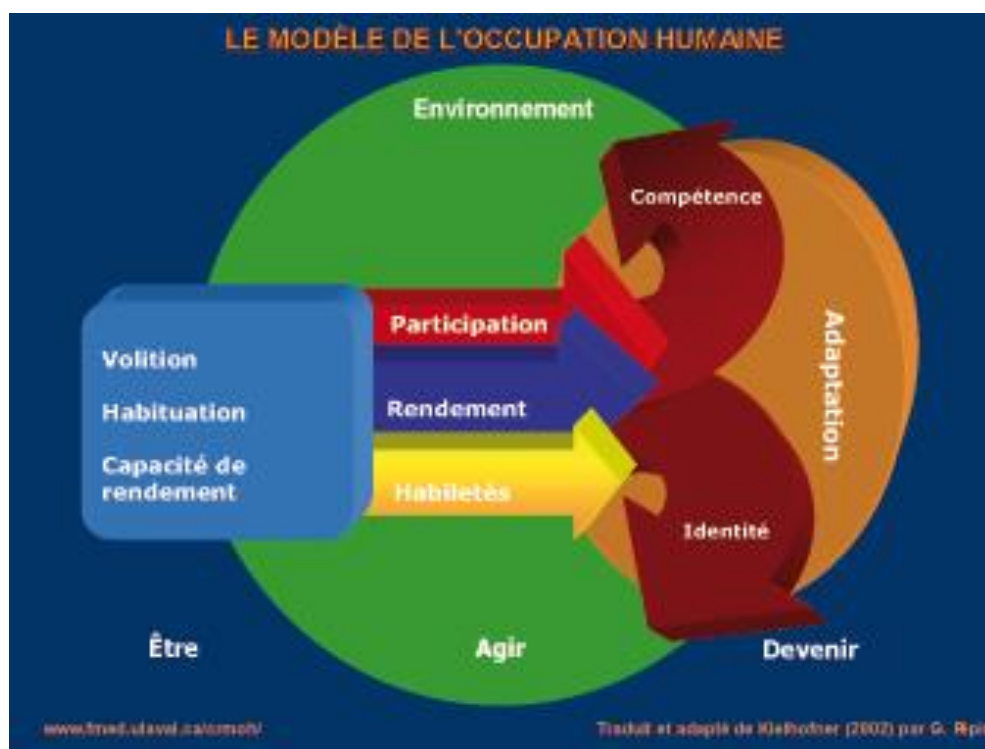 LE MODÈLE DE L'OCCUPATION HUMAINE
Environnement
Compétence
Participation
Volition
Adaptation
Habituation
Rendement
Capacité de
rendement
Habiletés
Identité
Être
Agir
Devenir
www.fmed.ulaval.ca/crmoh/
Traduit et adapté de Kielhofner (2002) par G.